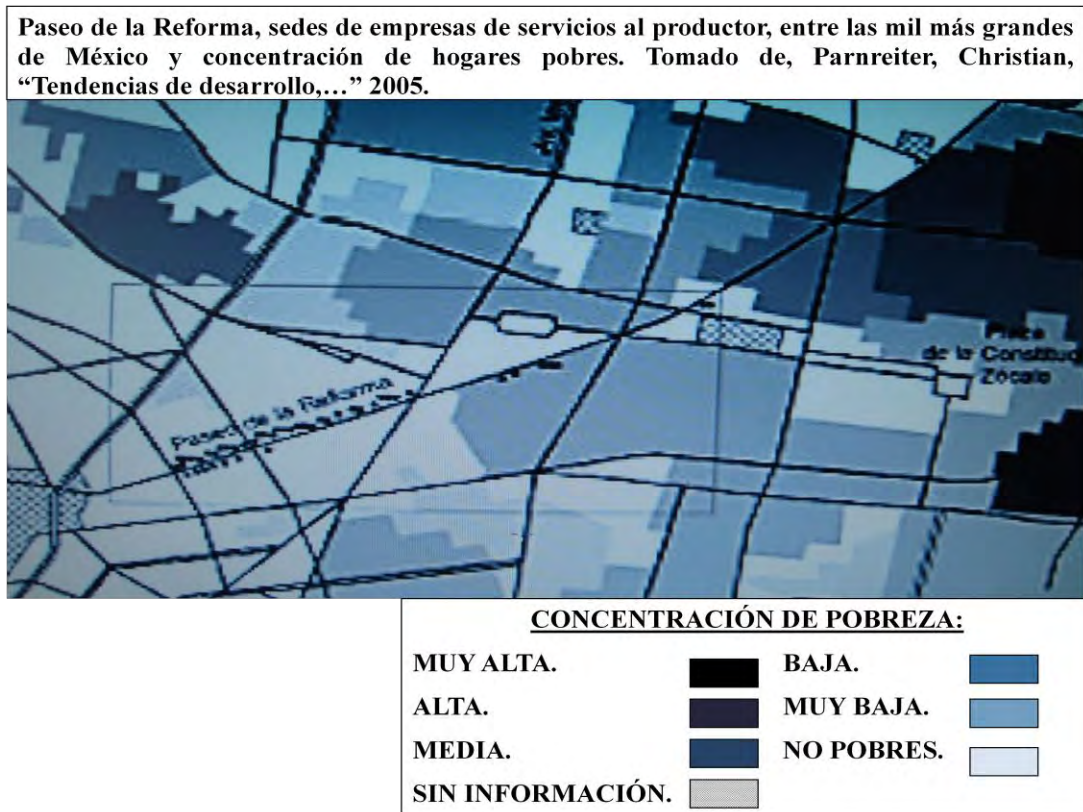 Paseo de la Reforma, sedes de empresas de servicios al productor, entre las mil más grandes
de México y concentración de hogares pobres. Tomado de, Parnreiter, Christian,
“Tendencias de desarrollo,…” 2005.
Paseo de la Reforma
Plaza
de la Constituc
Zócalo
CONCENTRACIÓN DE POBREZA:
MUY ALTA. BAJA.
ALTA. MUY BAJA.
MEDIA. NO POBRES.
SIN INFORMACIÓN.